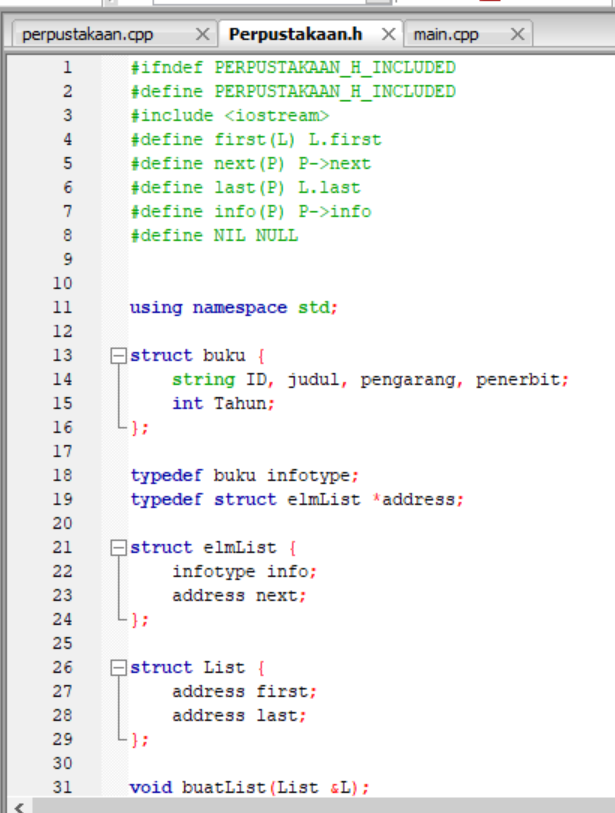 perpustakaan.cpp Perpustakaan.h main.cpp
1 #ifndef PERPUSTAKAAN_H_INCLUDED
2 #define PERPUSTAKAAN_H_INCLUDED
3 #include <iostream>
4 #define first(L) L.first
5 #define next(P) P->next
6 #define last(P) L.last
7 #define info(P) P->info
8 #define NIL NULL
9
10
11 using namespace std;
12
13 struct buku {
14 string ID, judul, pengarang, penerbit;
15 int Tahun;
16 };
17
18 typedef buku infotype;
19 typedef struct elmList *address;
20
21 struct elmList {
22 infotype info;
23 address next;
24 };
25
26 struct List {
27 address first;
28 address last;
29 };
30
31 void buatList(List &L);